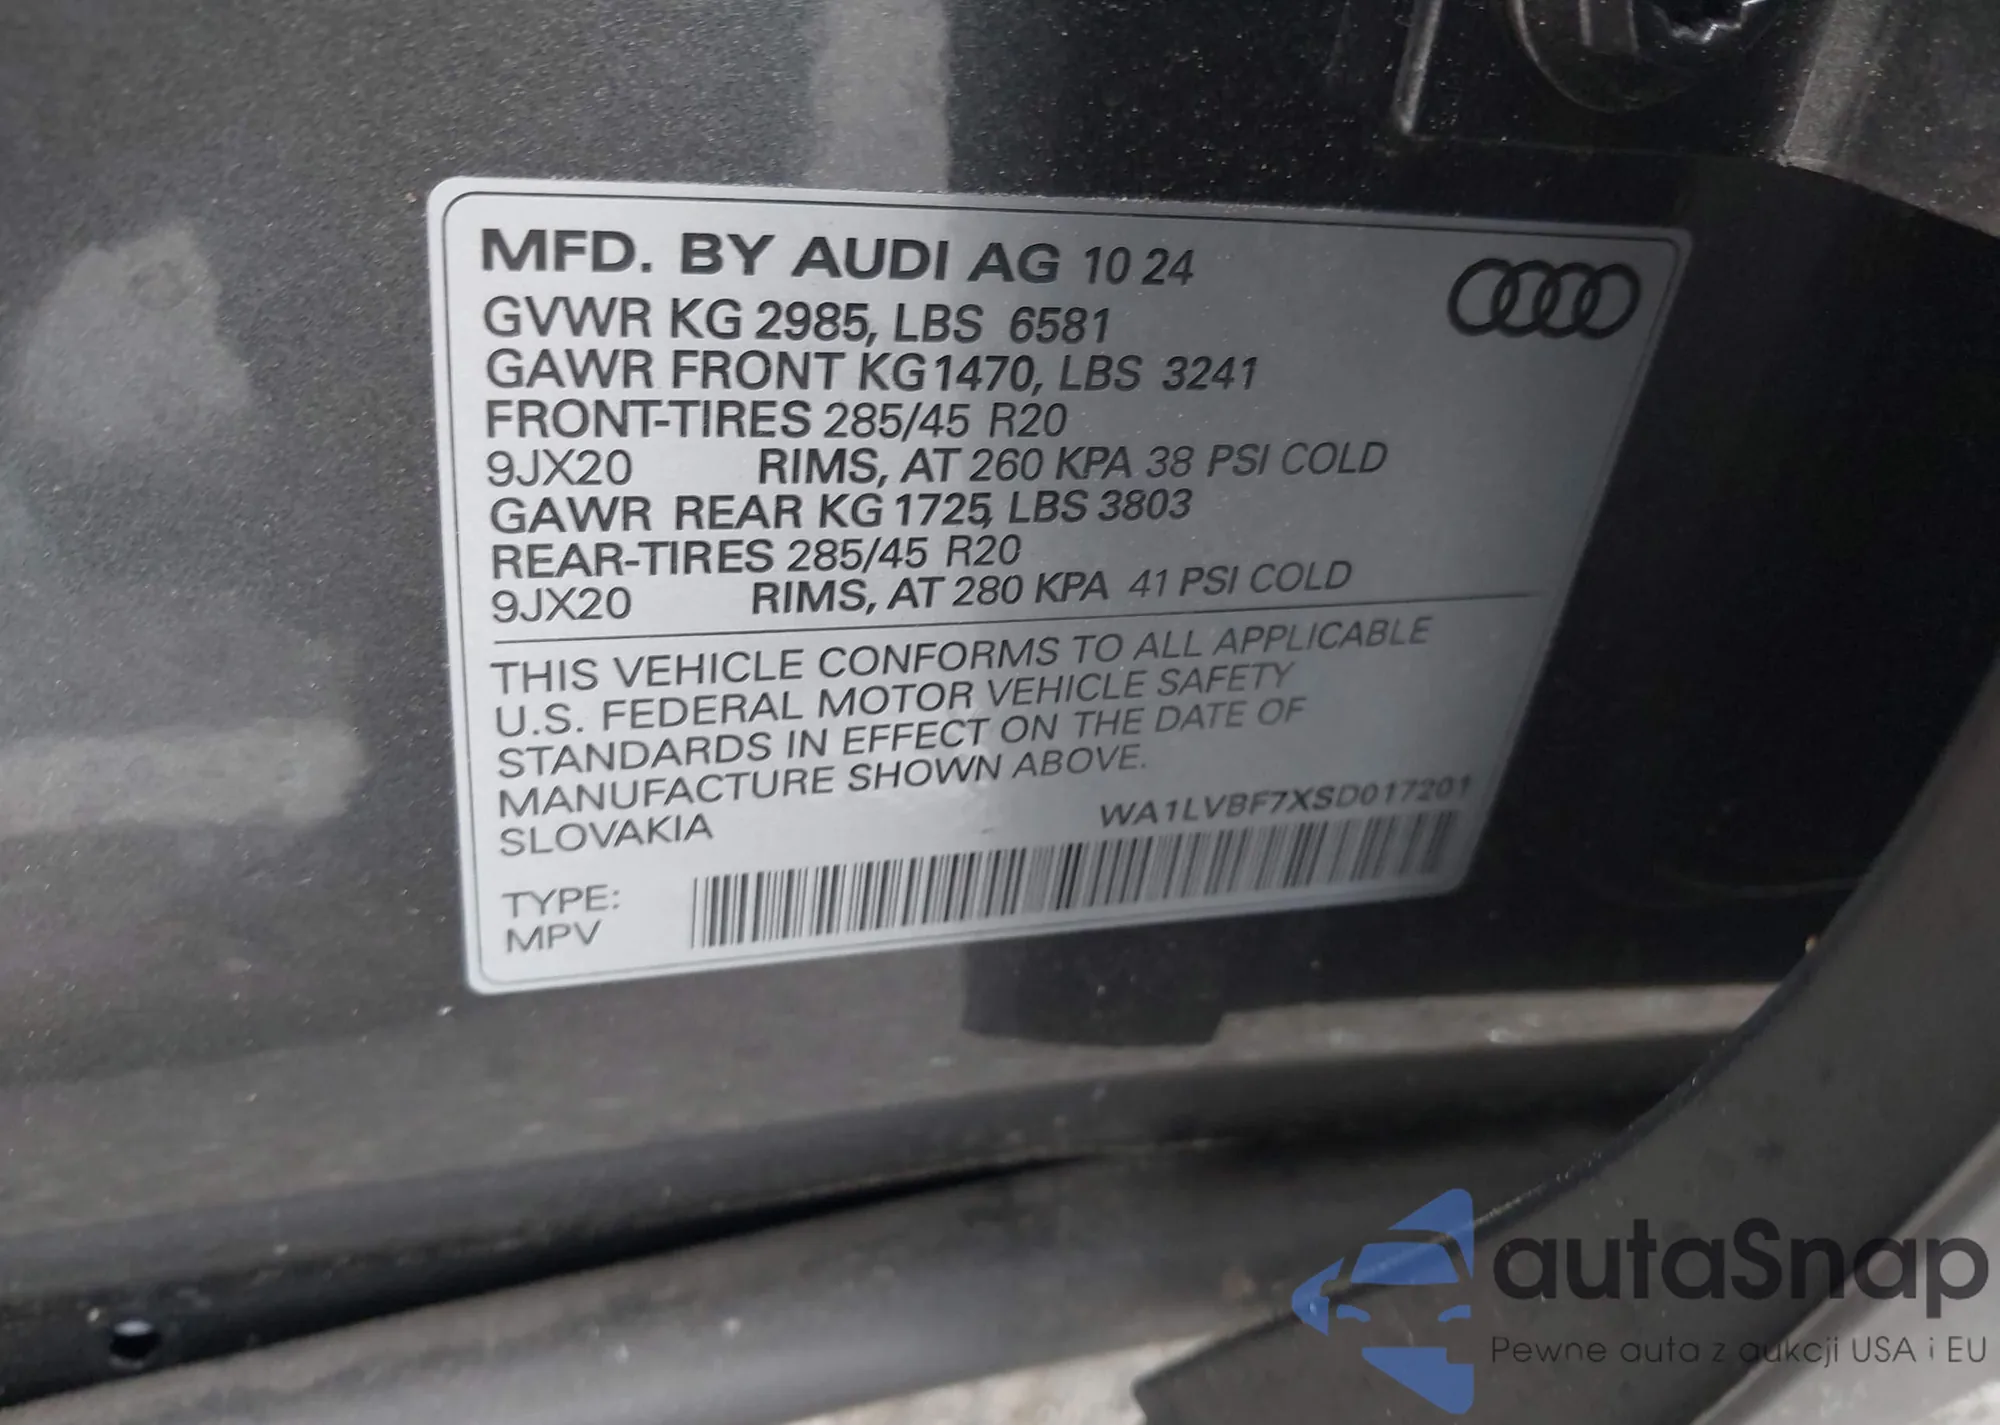 MFD. BY AUDI AG 10 24
GVWR KG 2985, LBS 6581
GAWR FRONT KG 1470, LBS 3241
FRONT-TIRES 285/45 R20
9JX20 RIMS, AT 260 KPA 38 PSI COLD
GAWR REAR KG 1725, LBS 3803
REAR-TIRES 285/45 R20
9JX20 RIMS, AT 280 KPA 41 PSI COLD
THIS VEHICLE CONFORMS TO ALL APPLICABLE
U.S. FEDERAL MOTOR VEHICLE SAFETY
STANDARDS IN EFFECT ON THE DATE OF
MANUFACTURE SHOWN ABOVE.
SLOVAKIA
WA1LVBF7XSD017201
TYPE:
MPV
autaSnap
Pewne auta z aukcji USA i EU